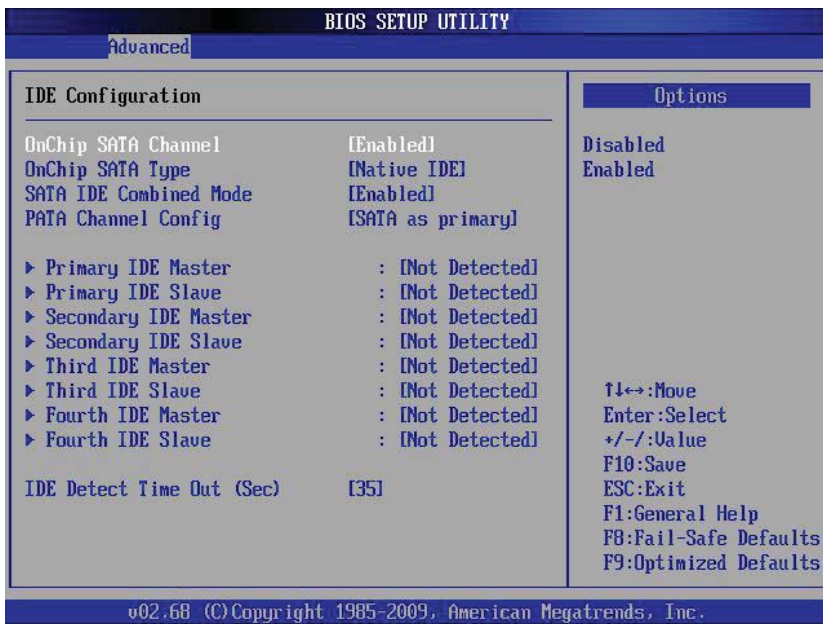 BIOS SETUP UTILITY
Advanced
IDE Configuration
OnChip SATA Channel [Enabled]
OnChip SATA Type [Native IDE]
SATA IDE Combined Mode [Enabled]
PATA Channel Config [SATA as primary]
▶ Primary IDE Master : [Not Detected]
▶ Primary IDE Slave : [Not Detected]
▶ Secondary IDE Master : [Not Detected]
▶ Secondary IDE Slave : [Not Detected]
▶ Third IDE Master : [Not Detected]
▶ Third IDE Slave : [Not Detected]
▶ Fourth IDE Master : [Not Detected]
▶ Fourth IDE Slave : [Not Detected]
IDE Detect Time Out (Sec) [35]
Options
Disabled
Enabled
↑↓←→:Move
Enter:Select
+/-/:Value
F10:Save
ESC:Exit
F1:General Help
F8:Fail-Safe Defaults
F9:Optimized Defaults
v02.68 (C)Copyright 1985-2009, American Megatrends, Inc.